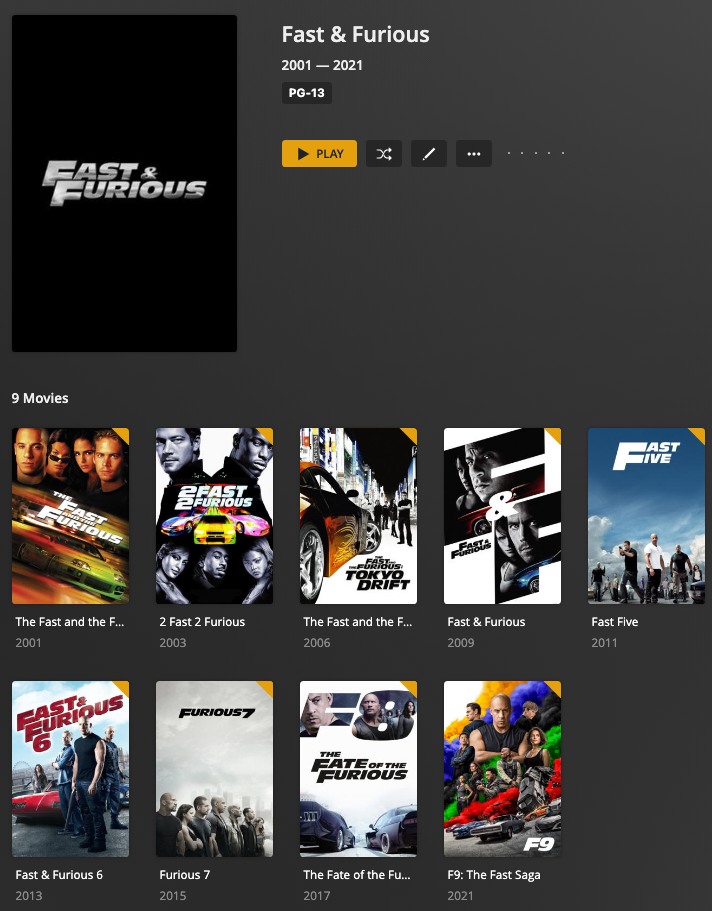 FAST &
FURIOUS
Fast & Furious
2001 — 2021
PG-13
PLAY
9 Movies
THE
FAST
AND THE
FURIOUS
2 FAST
2 FURIOUS
THE
FAST AND
THE FURIOUS:
TOKYO
DRIFT
&
FAST &
FURIOUS
FAST
FIVE
The Fast and the F...
2 Fast 2 Furious
The Fast and the F...
Fast & Furious
Fast Five
2001
2003
2006
2009
2011
FAST &
FURIOUS
6
FURIOUS 7
F8
THE
FATE OF THE
FURIOUS
F9
Fast & Furious 6
Furious 7
The Fate of the Fu...
F9: The Fast Saga
2013
2015
2017
2021